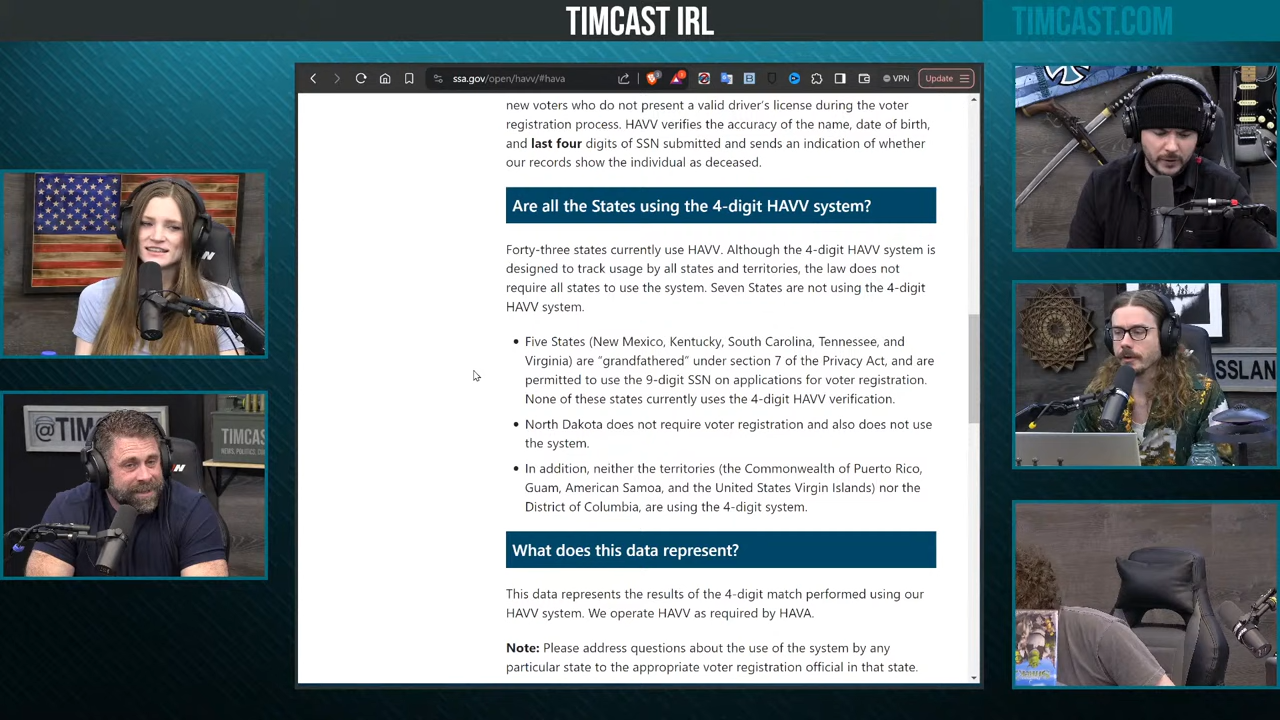 TIMCAST IRL
TIMCAST.COM
ssa.gov/open/havv/#hava
VPN
Update
new voters who do not present a valid driver's license during the voter
registration process. HAVV verifies the accuracy of the name, date of birth,
and last four digits of SSN submitted and sends an indication of whether
our records show the individual as deceased.
Are all the States using the 4-digit HAVV system?
Forty-three states currently use HAVV. Although the 4-digit HAVV system is
designed to track usage by all states and territories, the law does not
require all states to use the system. Seven States are not using the 4-digit
HAVV system.
• Five States (New Mexico, Kentucky, South Carolina, Tennessee, and
Virginia) are “grandfathered” under section 7 of the Privacy Act, and are
permitted to use the 9-digit SSN on applications for voter registration.
None of these states currently uses the 4-digit HAVV verification.
• North Dakota does not require voter registration and also does not use
the system.
• In addition, neither the territories (the Commonwealth of Puerto Rico,
Guam, American Samoa, and the United States Virgin Islands) nor the
District of Columbia, are using the 4-digit system.
What does this data represent?
This data represents the results of the 4-digit match performed using our
HAVV system. We operate HAVV as required by HAVA.
Note: Please address questions about the use of the system by any
particular state to the appropriate voter registration official in that state.
@TIM
TIMCAS
SSLAN